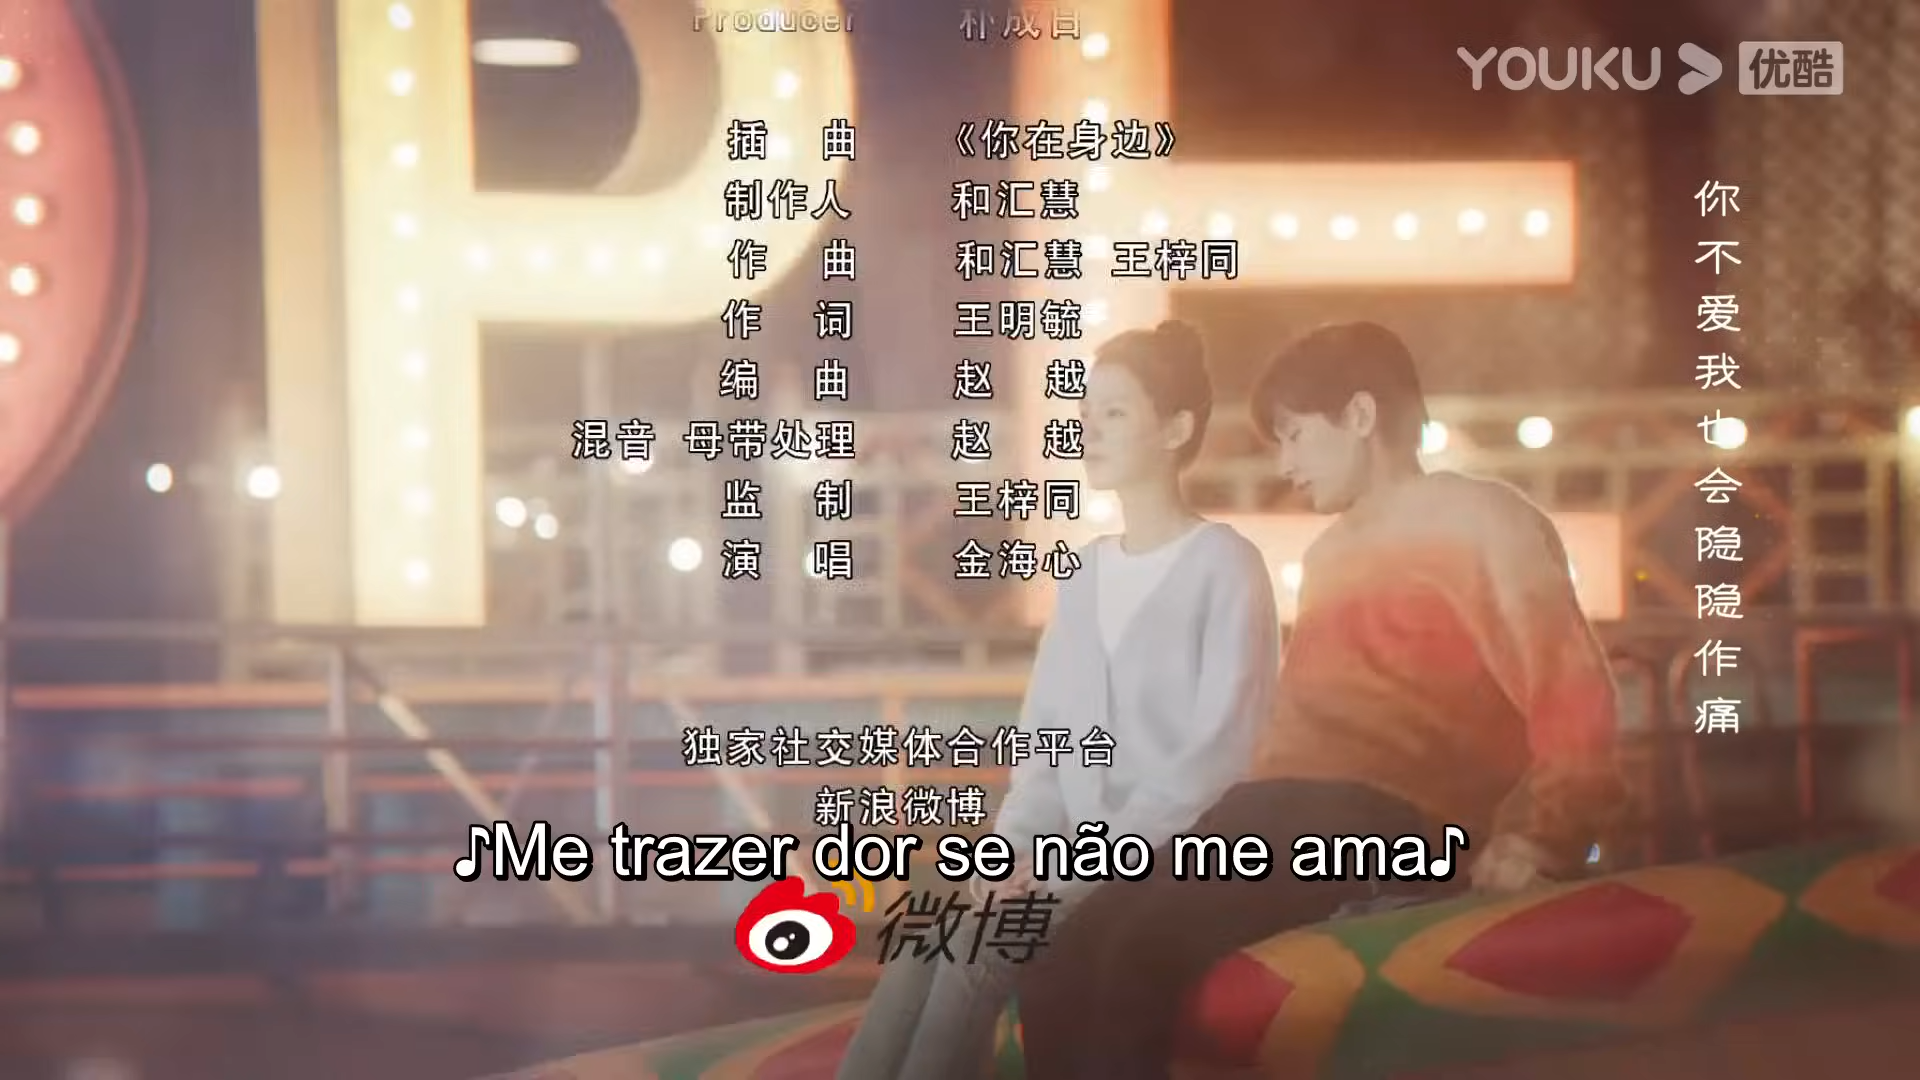 Producer 朴成日
YOUKU 优酷
插 曲 《你在身边》
制作人 和汇慧
作 曲 和汇慧 王梓同
作 词 王明毓
编 曲 赵 越
混音 母带处理 赵 越
监 制 王梓同
演 唱 金海心
你不爱我也会隐隐作痛
独家社交媒体合作平台
新浪微博
♪Me trazer dor se não me ama♪
微博